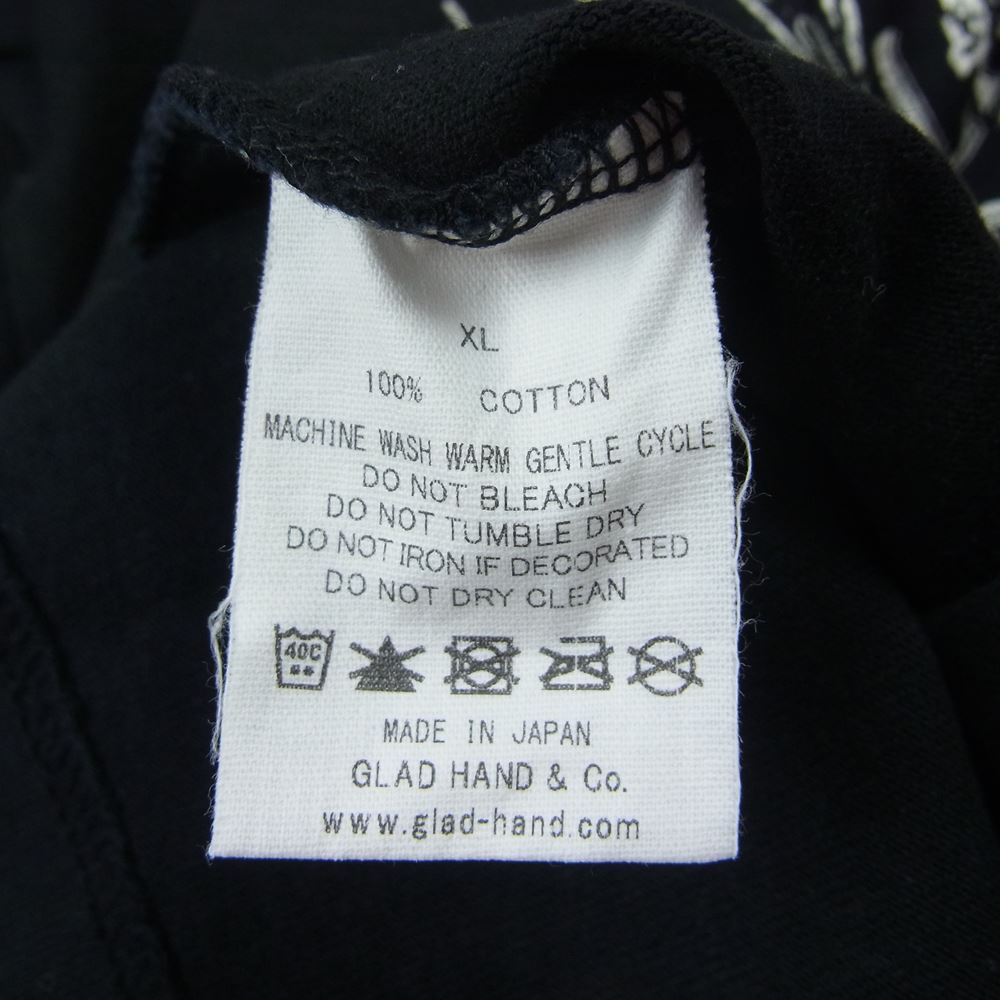 XL
100% COTTON
MACHINE WASH WARM GENTLE CYCLE
DO NOT BLEACH
DO NOT TUMBLE DRY
DO NOT IRON IF DECORATED
DO NOT DRY CLEAN
40C
MADE IN JAPAN
GLAD HAND & Co.
www.glad-hand.com